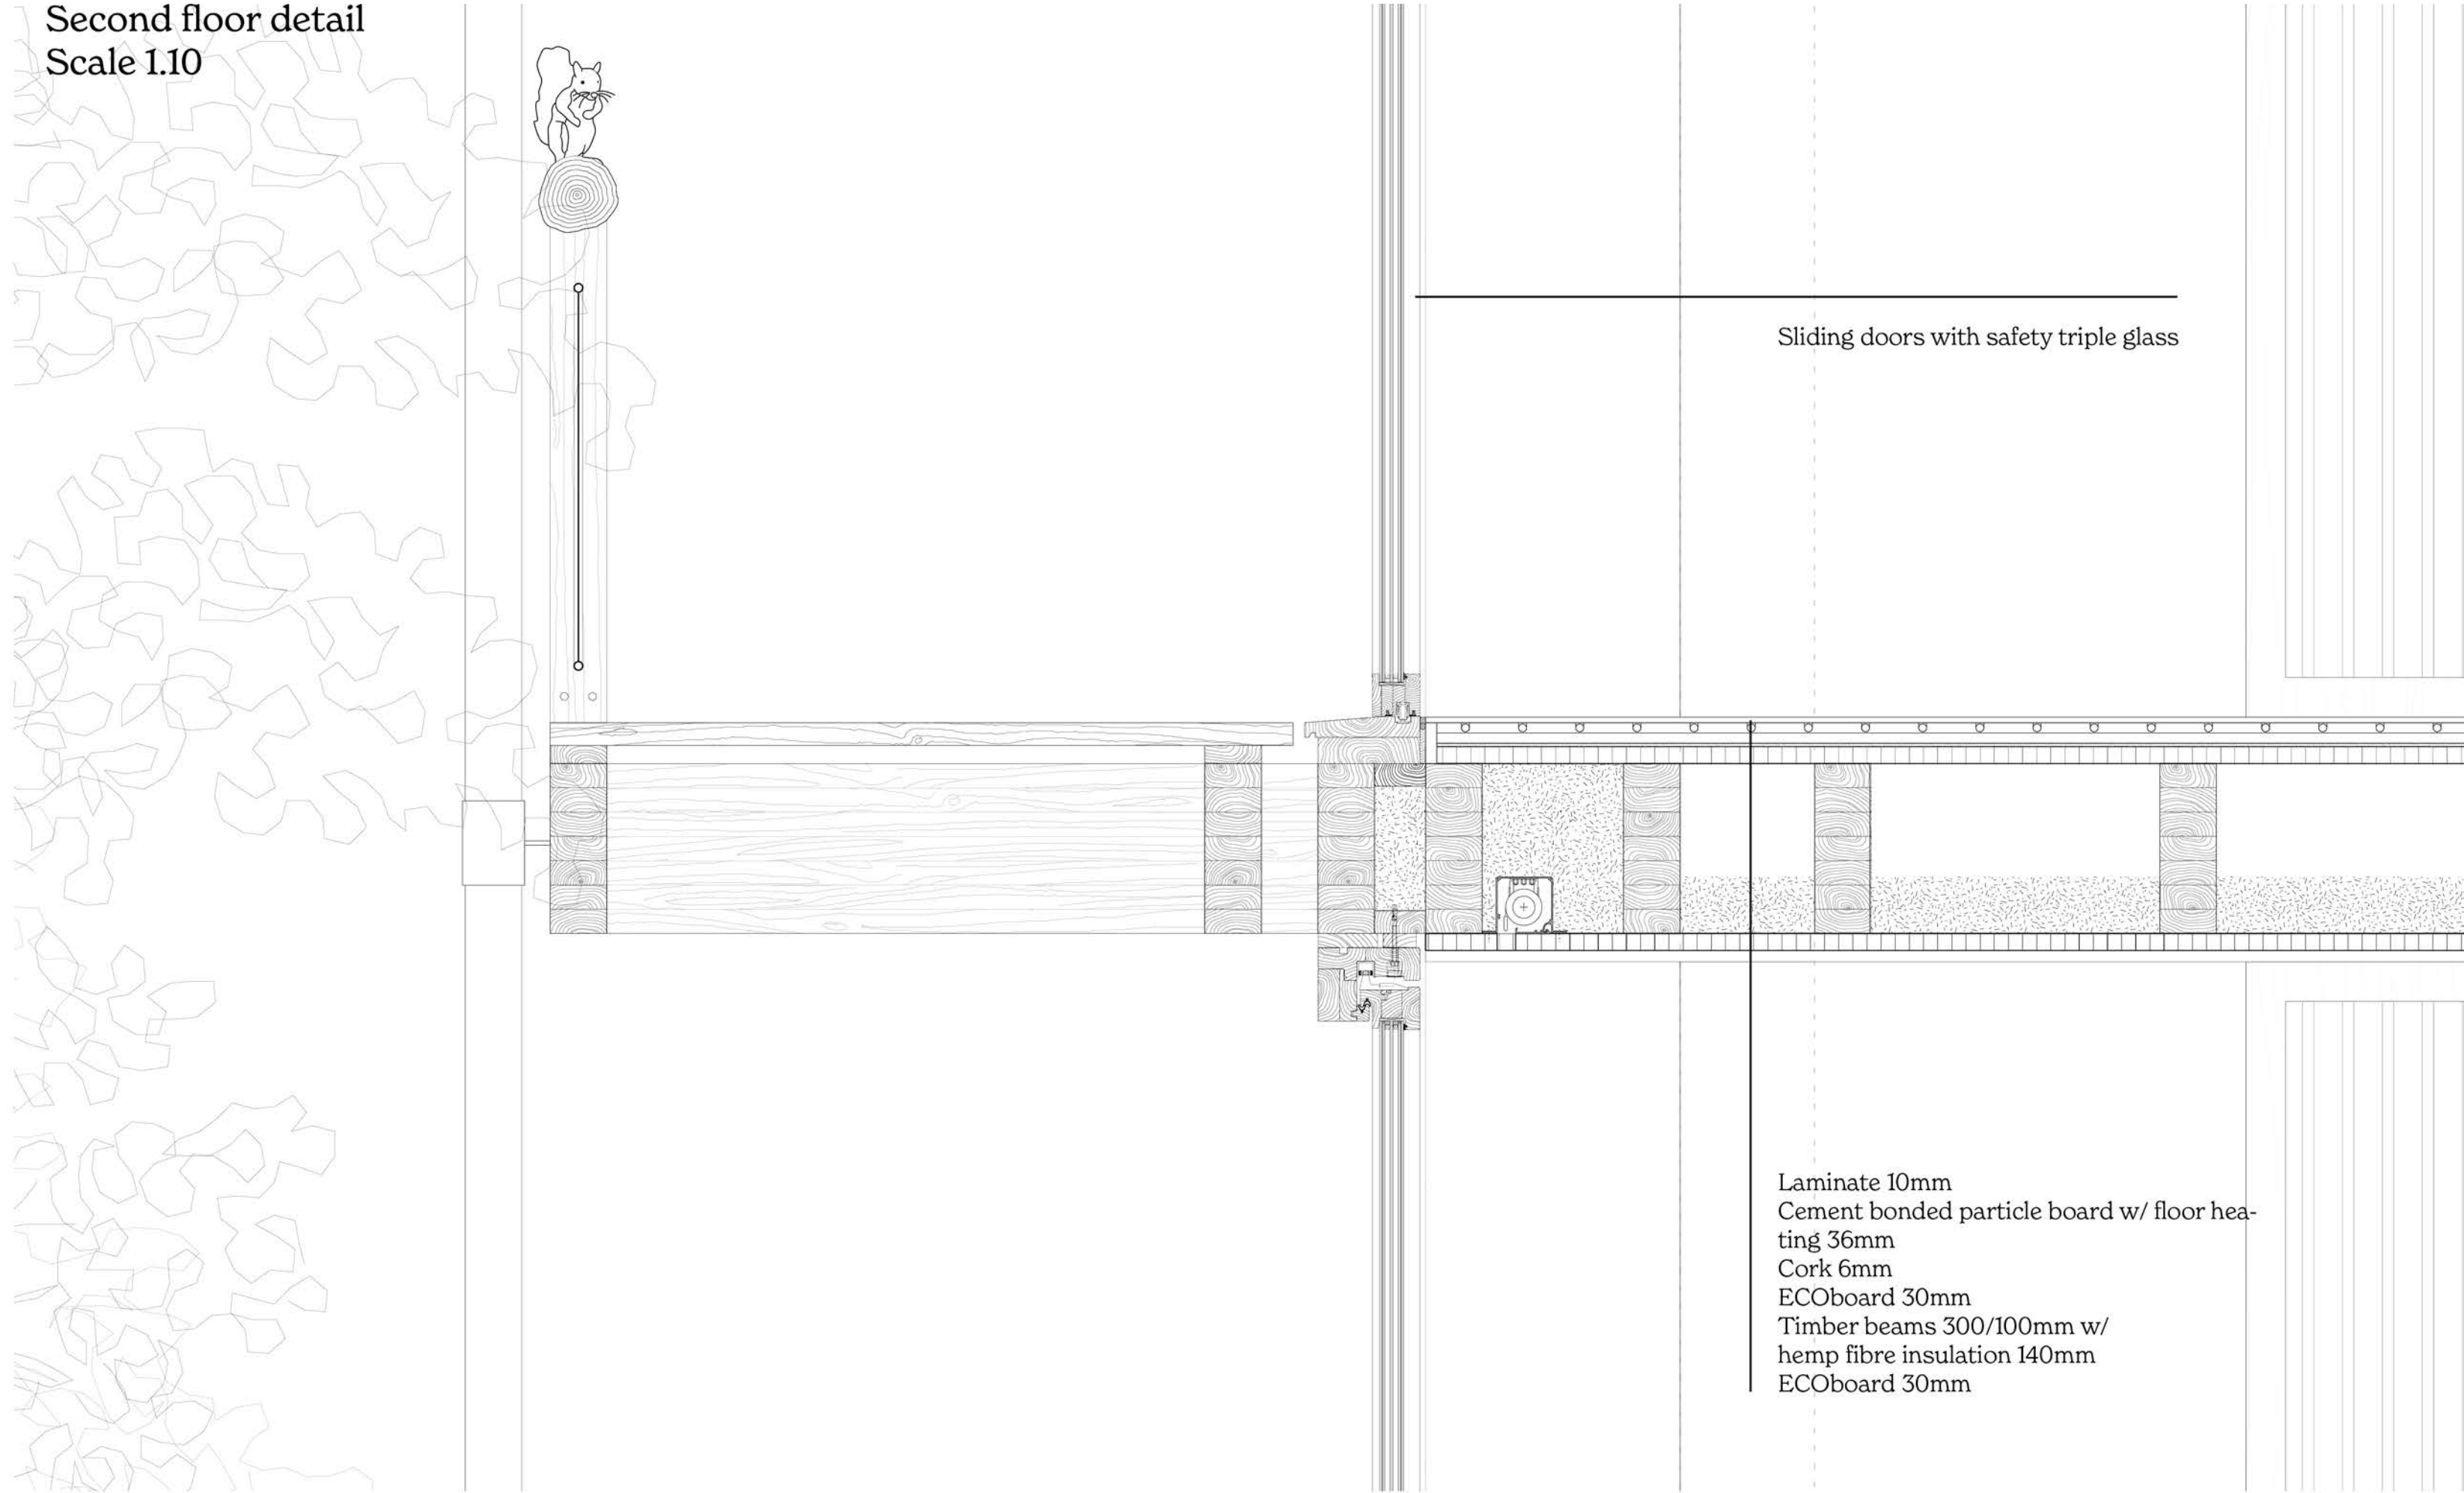 Second floor detail
Scale 1.10
Sliding doors with safety triple glass
Laminate 10mm
Cement bonded particle board w/ floor hea-
ting 36mm
Cork 6mm
ECOboard 30mm
Timber beams 300/100mm w/
hemp fibre insulation 140mm
ECOboard 30mm